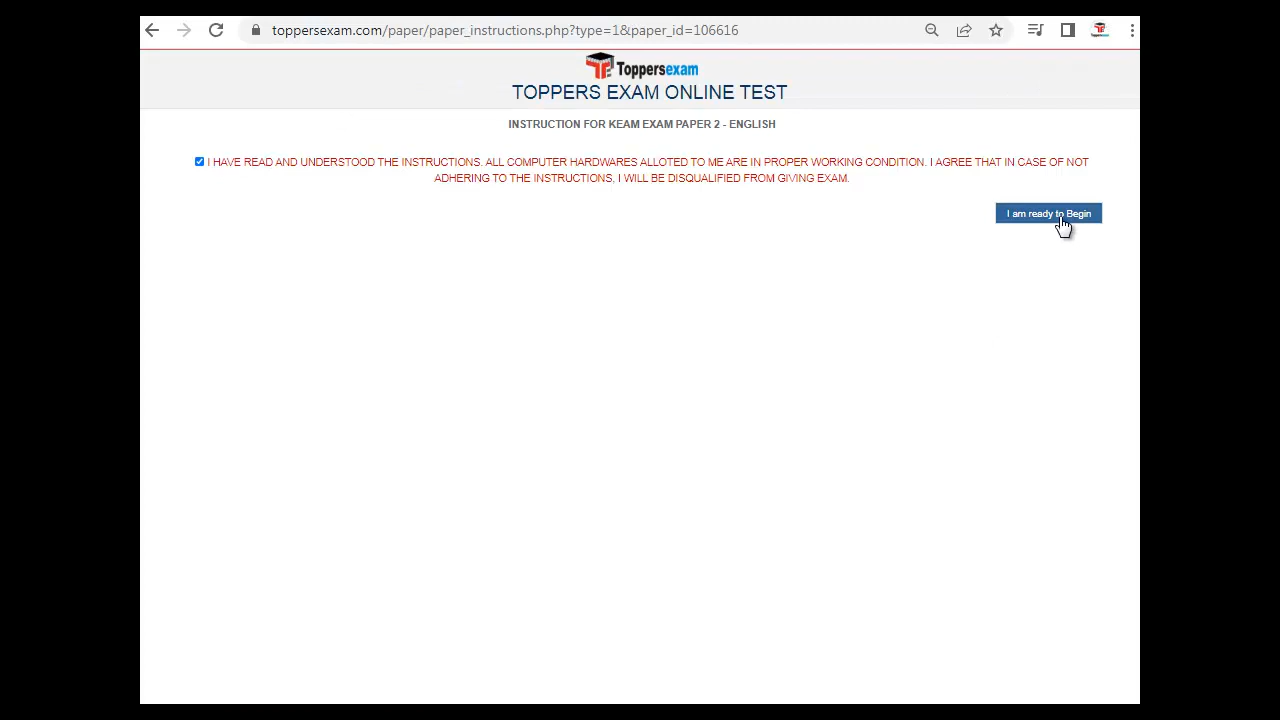 toppersexam.com/paper/paper_instructions.php?type=1&paper_id=106616
Toppersexam
TOPPERS EXAM ONLINE TEST
INSTRUCTION FOR KEAM EXAM PAPER 2 - ENGLISH
I HAVE READ AND UNDERSTOOD THE INSTRUCTIONS. ALL COMPUTER HARDWARES ALLOTED TO ME ARE IN PROPER WORKING CONDITION. I AGREE THAT IN CASE OF NOT
ADHERING TO THE INSTRUCTIONS, I WILL BE DISQUALIFIED FROM GIVING EXAM.
I am ready to Begin